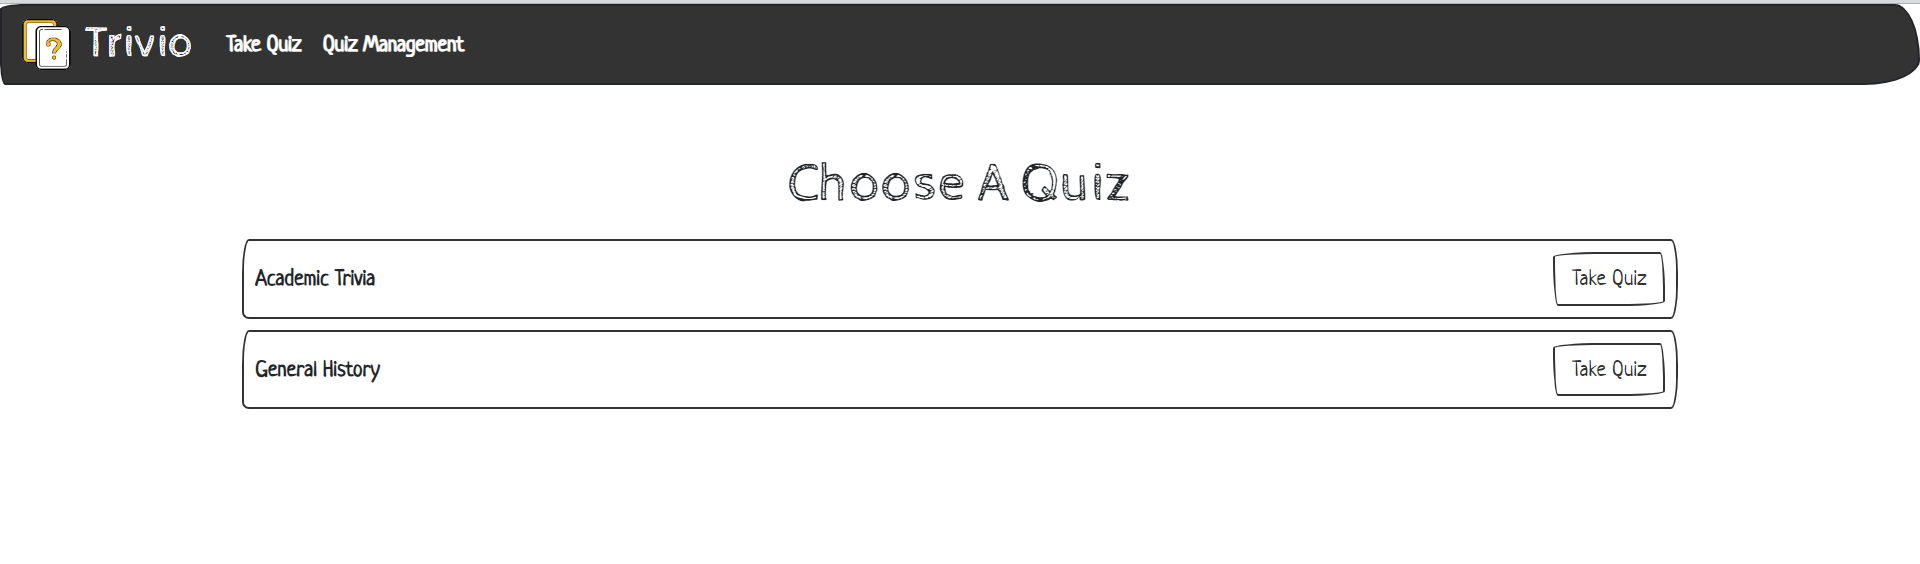 ? Trivio Take Quiz Quiz Management
Choose A Quiz
Academic Trivia Take Quiz
General History Take Quiz